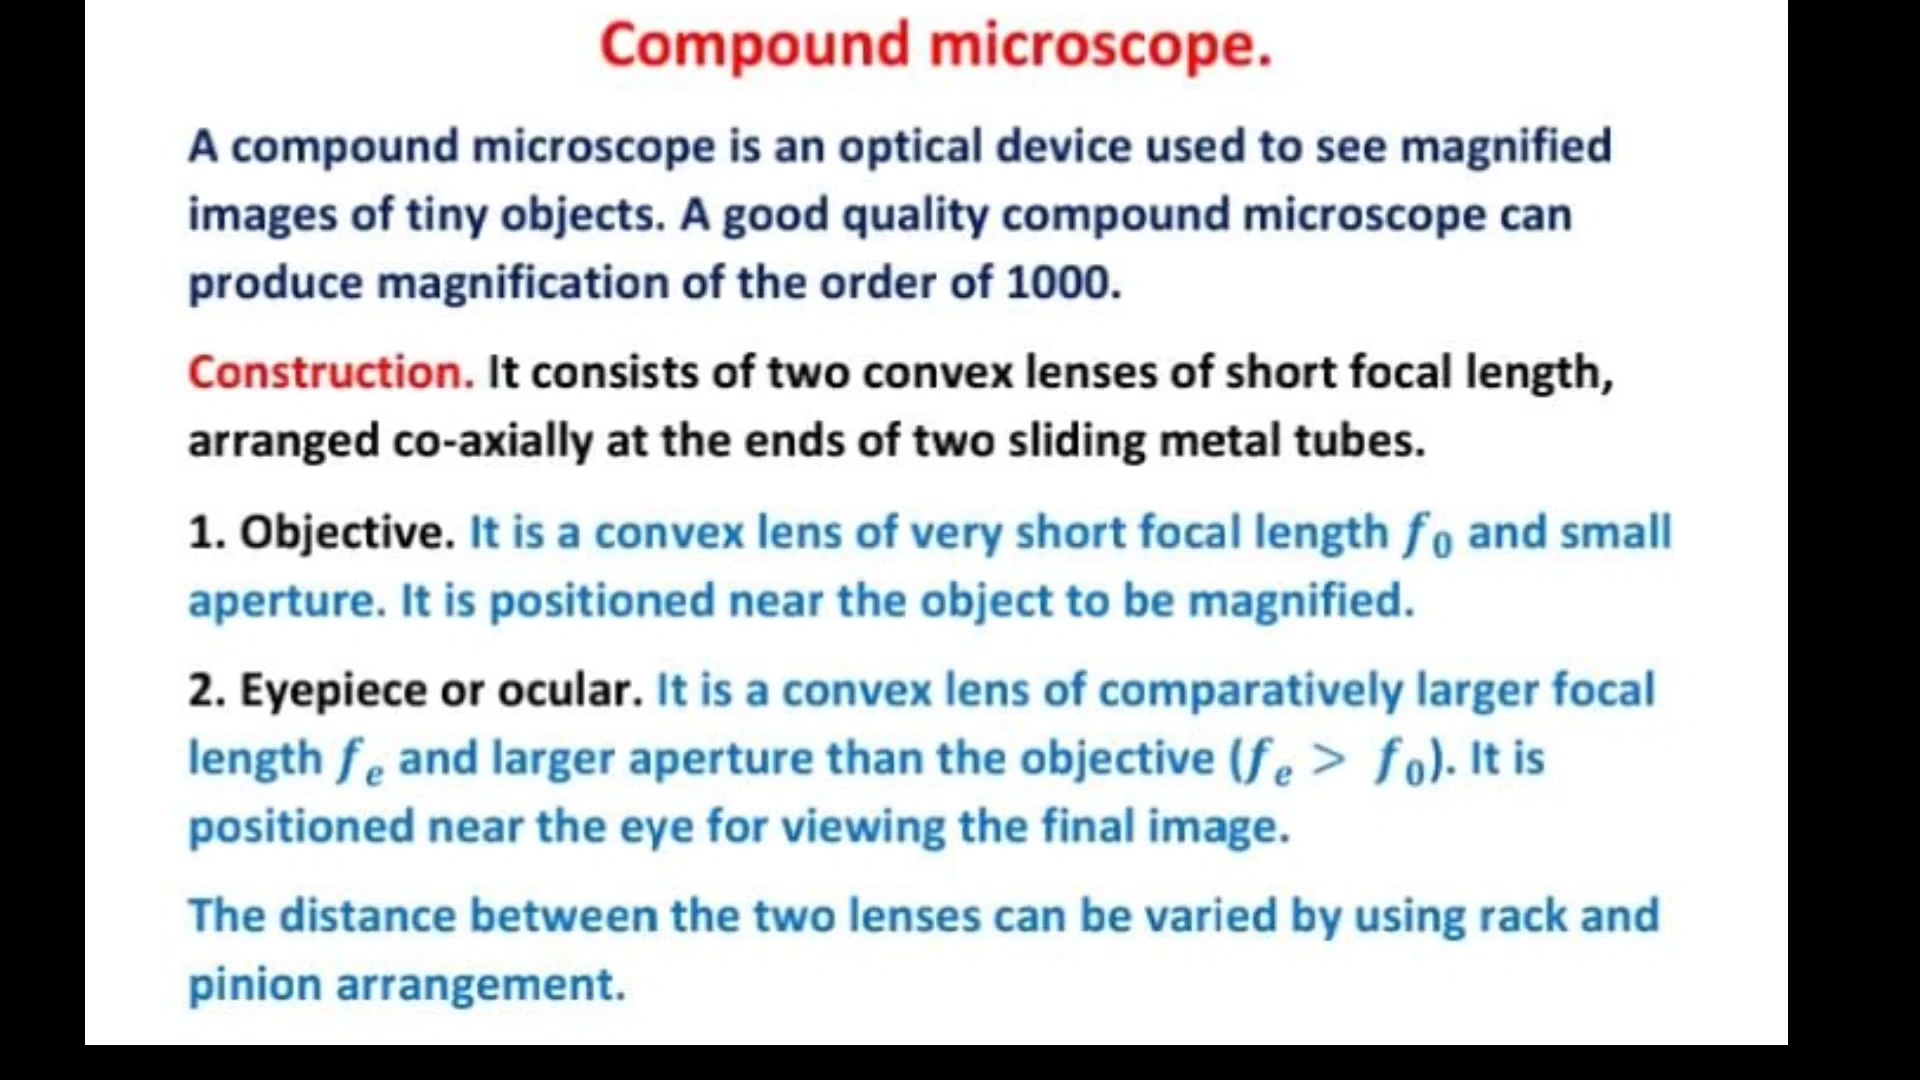 Compound microscope.
A compound microscope is an optical device used to see magnified
images of tiny objects. A good quality compound microscope can
produce magnification of the order of 1000.
Construction. It consists of two convex lenses of short focal length,
arranged co-axially at the ends of two sliding metal tubes.
1. Objective. It is a convex lens of very short focal length f₀ and small
aperture. It is positioned near the object to be magnified.
2. Eyepiece or ocular. It is a convex lens of comparatively larger focal
length fₑ and larger aperture than the objective (fₑ > f₀). It is
positioned near the eye for viewing the final image.
The distance between the two lenses can be varied by using rack and
pinion arrangement.